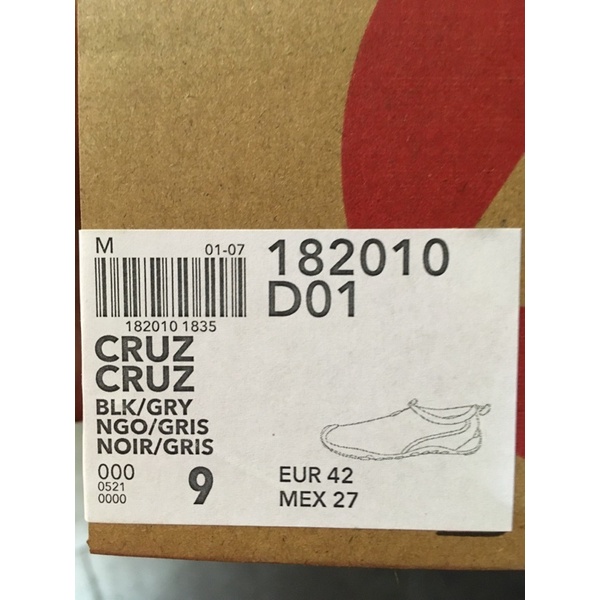 M 01-07
182010 1835
182010
D01
CRUZ
CRUZ
BLK/GRY
NGO/GRIS
NOIR/GRIS
000
0521
0000
9
EUR 42
MEX 27